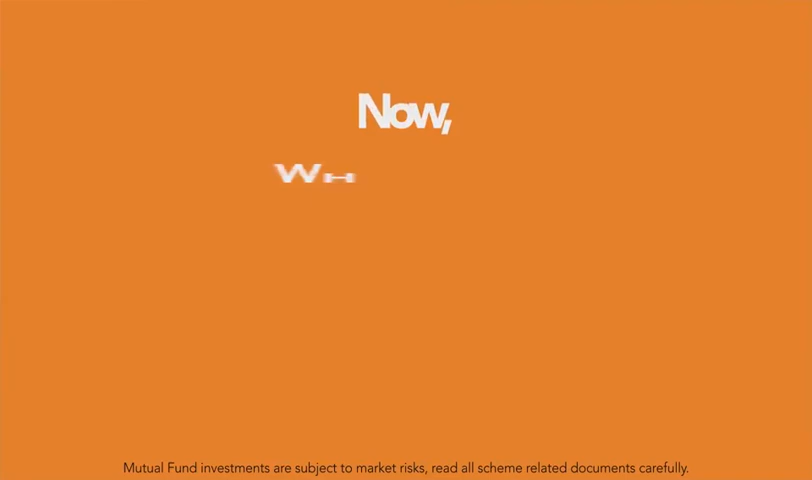 Now,
Mutual Fund investments are subject to market risks, read all scheme related documents carefully.